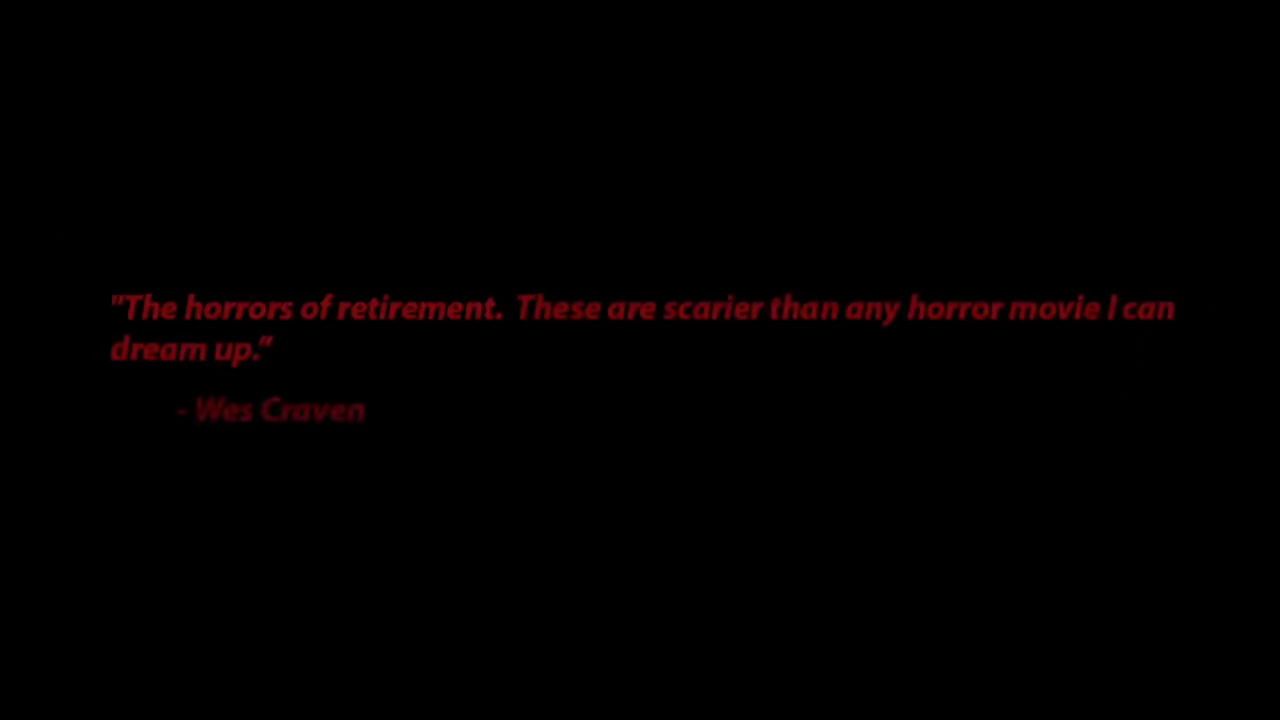 "The horrors of retirement.  These are scarier than any horror movie I can
dream up.”
- Wes Craven